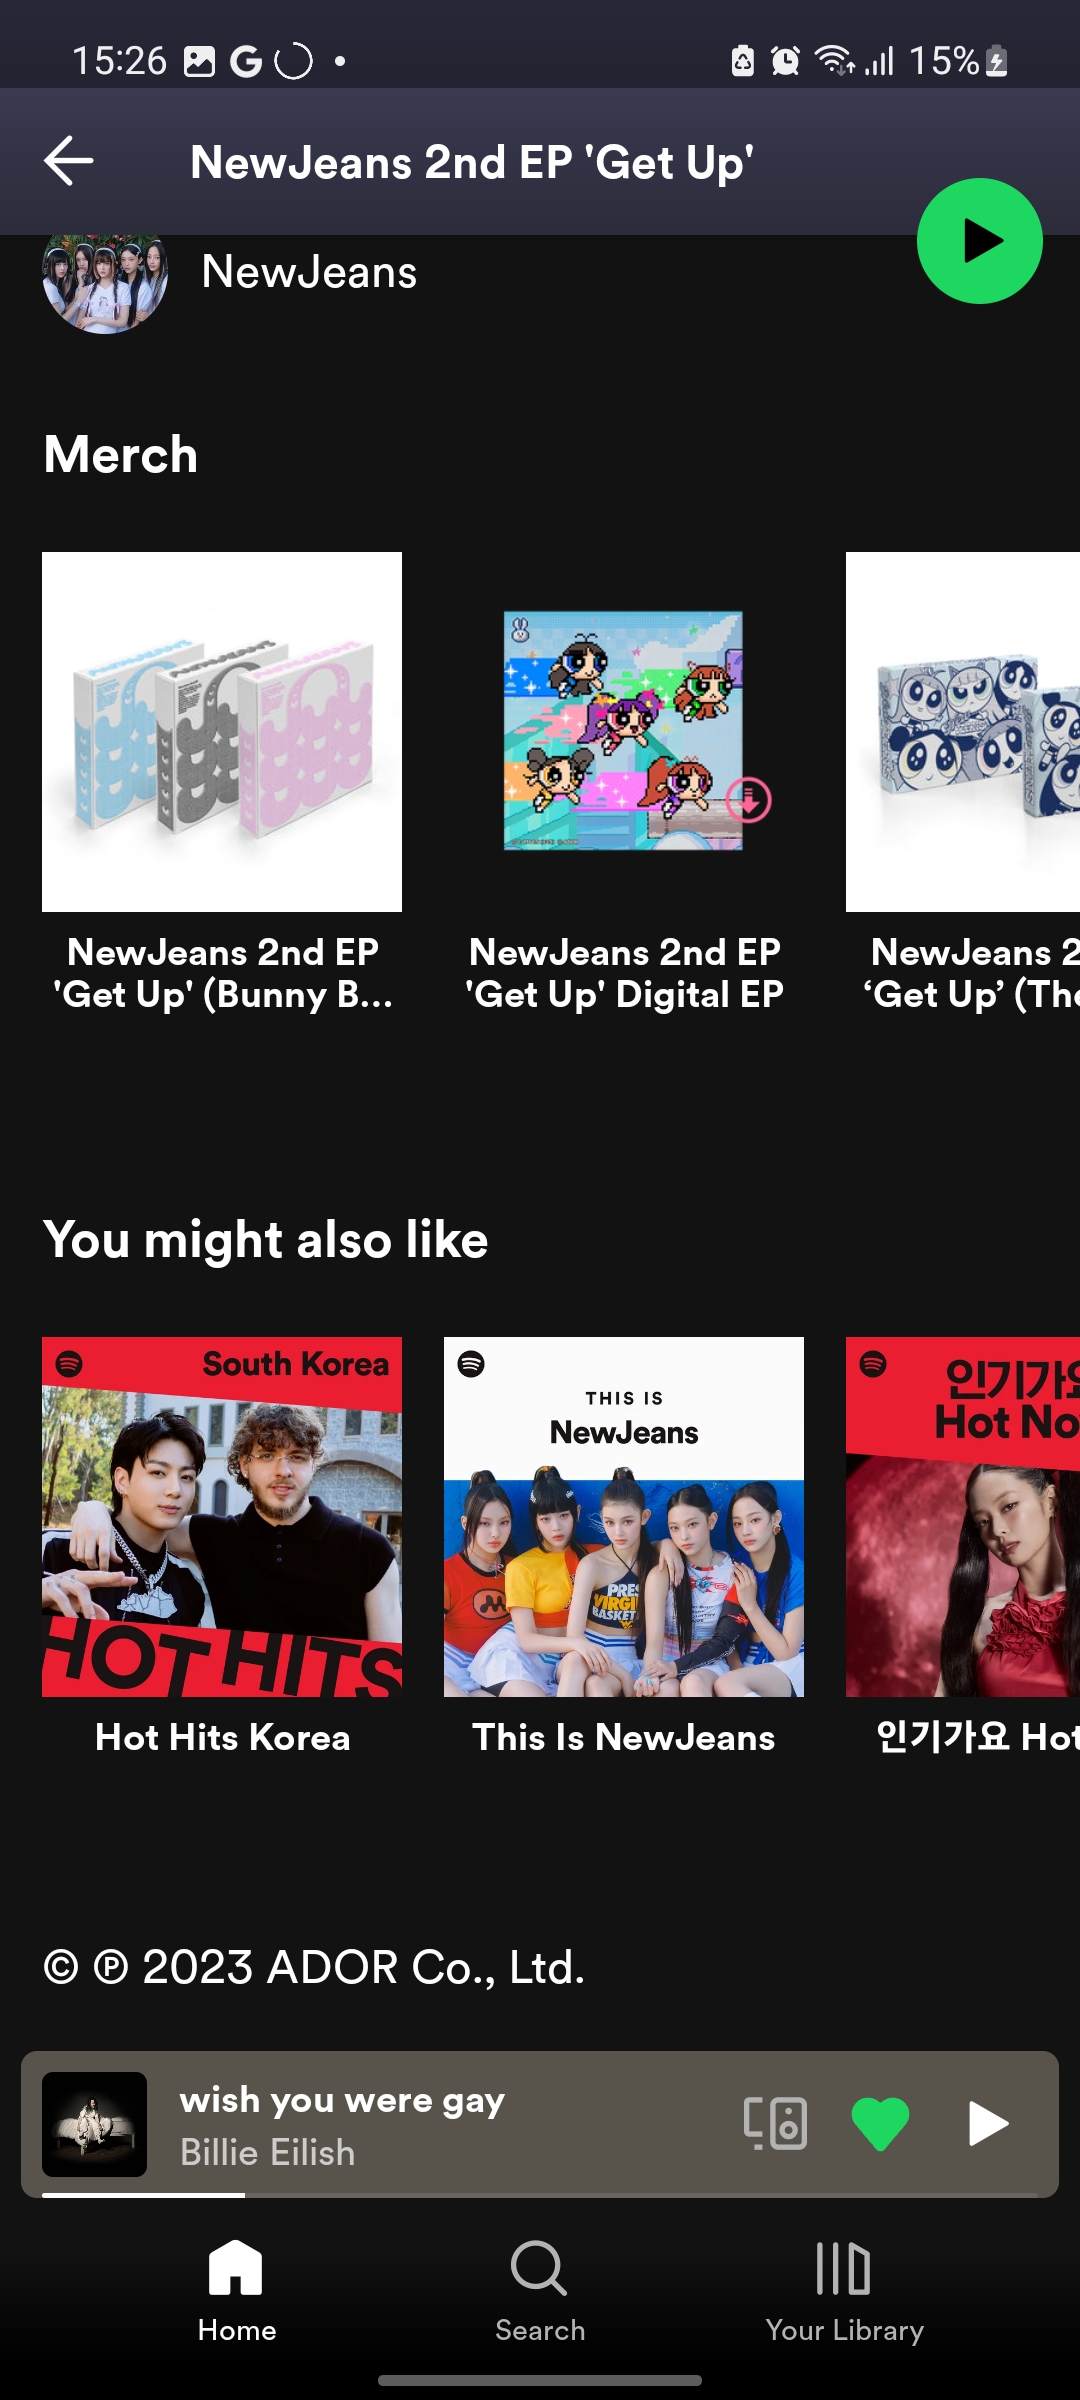 15:26
15%
NewJeans 2nd EP 'Get Up'
NewJeans
Merch
NewJeans 2nd EP
'Get Up' (Bunny B...
NewJeans 2nd EP
'Get Up' Digital EP
NewJeans 2
‘Get Up’ (The
You might also like
South Korea
HOT HITS
Hot Hits Korea
THIS IS
NewJeans
This Is NewJeans
인기가요
Hot No
인기가요 Hot
© ℗ 2023 ADOR Co., Ltd.
wish you were gay
Billie Eilish
Home
Search
Your Library